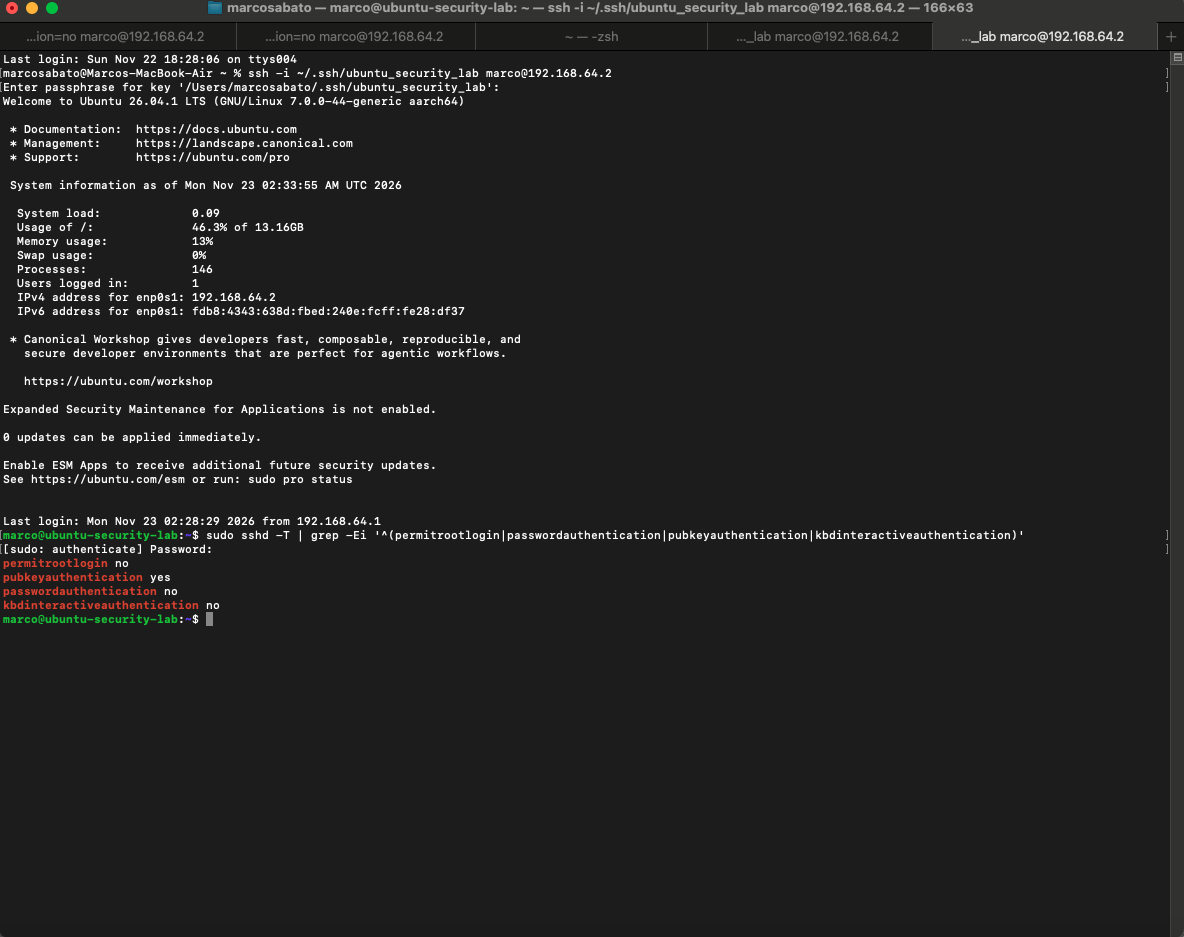 marcosabato — marco@ubuntu-security-lab: ~ — ssh -i ~/.ssh/ubuntu_security_lab marco@192.168.64.2 — 166×63
...ion=no marco@192.168.64.2 ...ion=no marco@192.168.64.2 ~ — -zsh ..._lab marco@192.168.64.2 ..._lab marco@192.168.64.2 +
Last login: Sun Nov 22 18:28:06 on ttys004
[marcosabato@Marcos-MacBook-Air ~ % ssh -i ~/.ssh/ubuntu_security_lab marco@192.168.64.2 ]
[Enter passphrase for key '/Users/marcosabato/.ssh/ubuntu_security_lab': ]
Welcome to Ubuntu 26.04.1 LTS (GNU/Linux 7.0.0-44-generic aarch64)
* Documentation: https://docs.ubuntu.com
* Management: https://landscape.canonical.com
* Support: https://ubuntu.com/pro
System information as of Mon Nov 23 02:33:55 AM UTC 2026
System load: 0.09
Usage of /: 46.3% of 13.16GB
Memory usage: 13%
Swap usage: 0%
Processes: 146
Users logged in: 1
IPv4 address for enp0s1: 192.168.64.2
IPv6 address for enp0s1: fdb8:4343:638d:fbed:240e:fcff:fe28:df37
* Canonical Workshop gives developers fast, composable, reproducible, and
secure developer environments that are perfect for agentic workflows.
https://ubuntu.com/workshop
Expanded Security Maintenance for Applications is not enabled.
0 updates can be applied immediately.
Enable ESM Apps to receive additional future security updates.
See https://ubuntu.com/esm or run: sudo pro status
Last login: Mon Nov 23 02:28:29 2026 from 192.168.64.1
[marco@ubuntu-security-lab:~$ sudo sshd -T | grep -Ei '^(permitrootlogin|passwordauthentication|pubkeyauthentication|kbdinteractiveauthentication)' ]
[[sudo: authenticate] Password: ]
permitrootlogin no
pubkeyauthentication yes
passwordauthentication no
kbdinteractiveauthentication no
marco@ubuntu-security-lab:~$